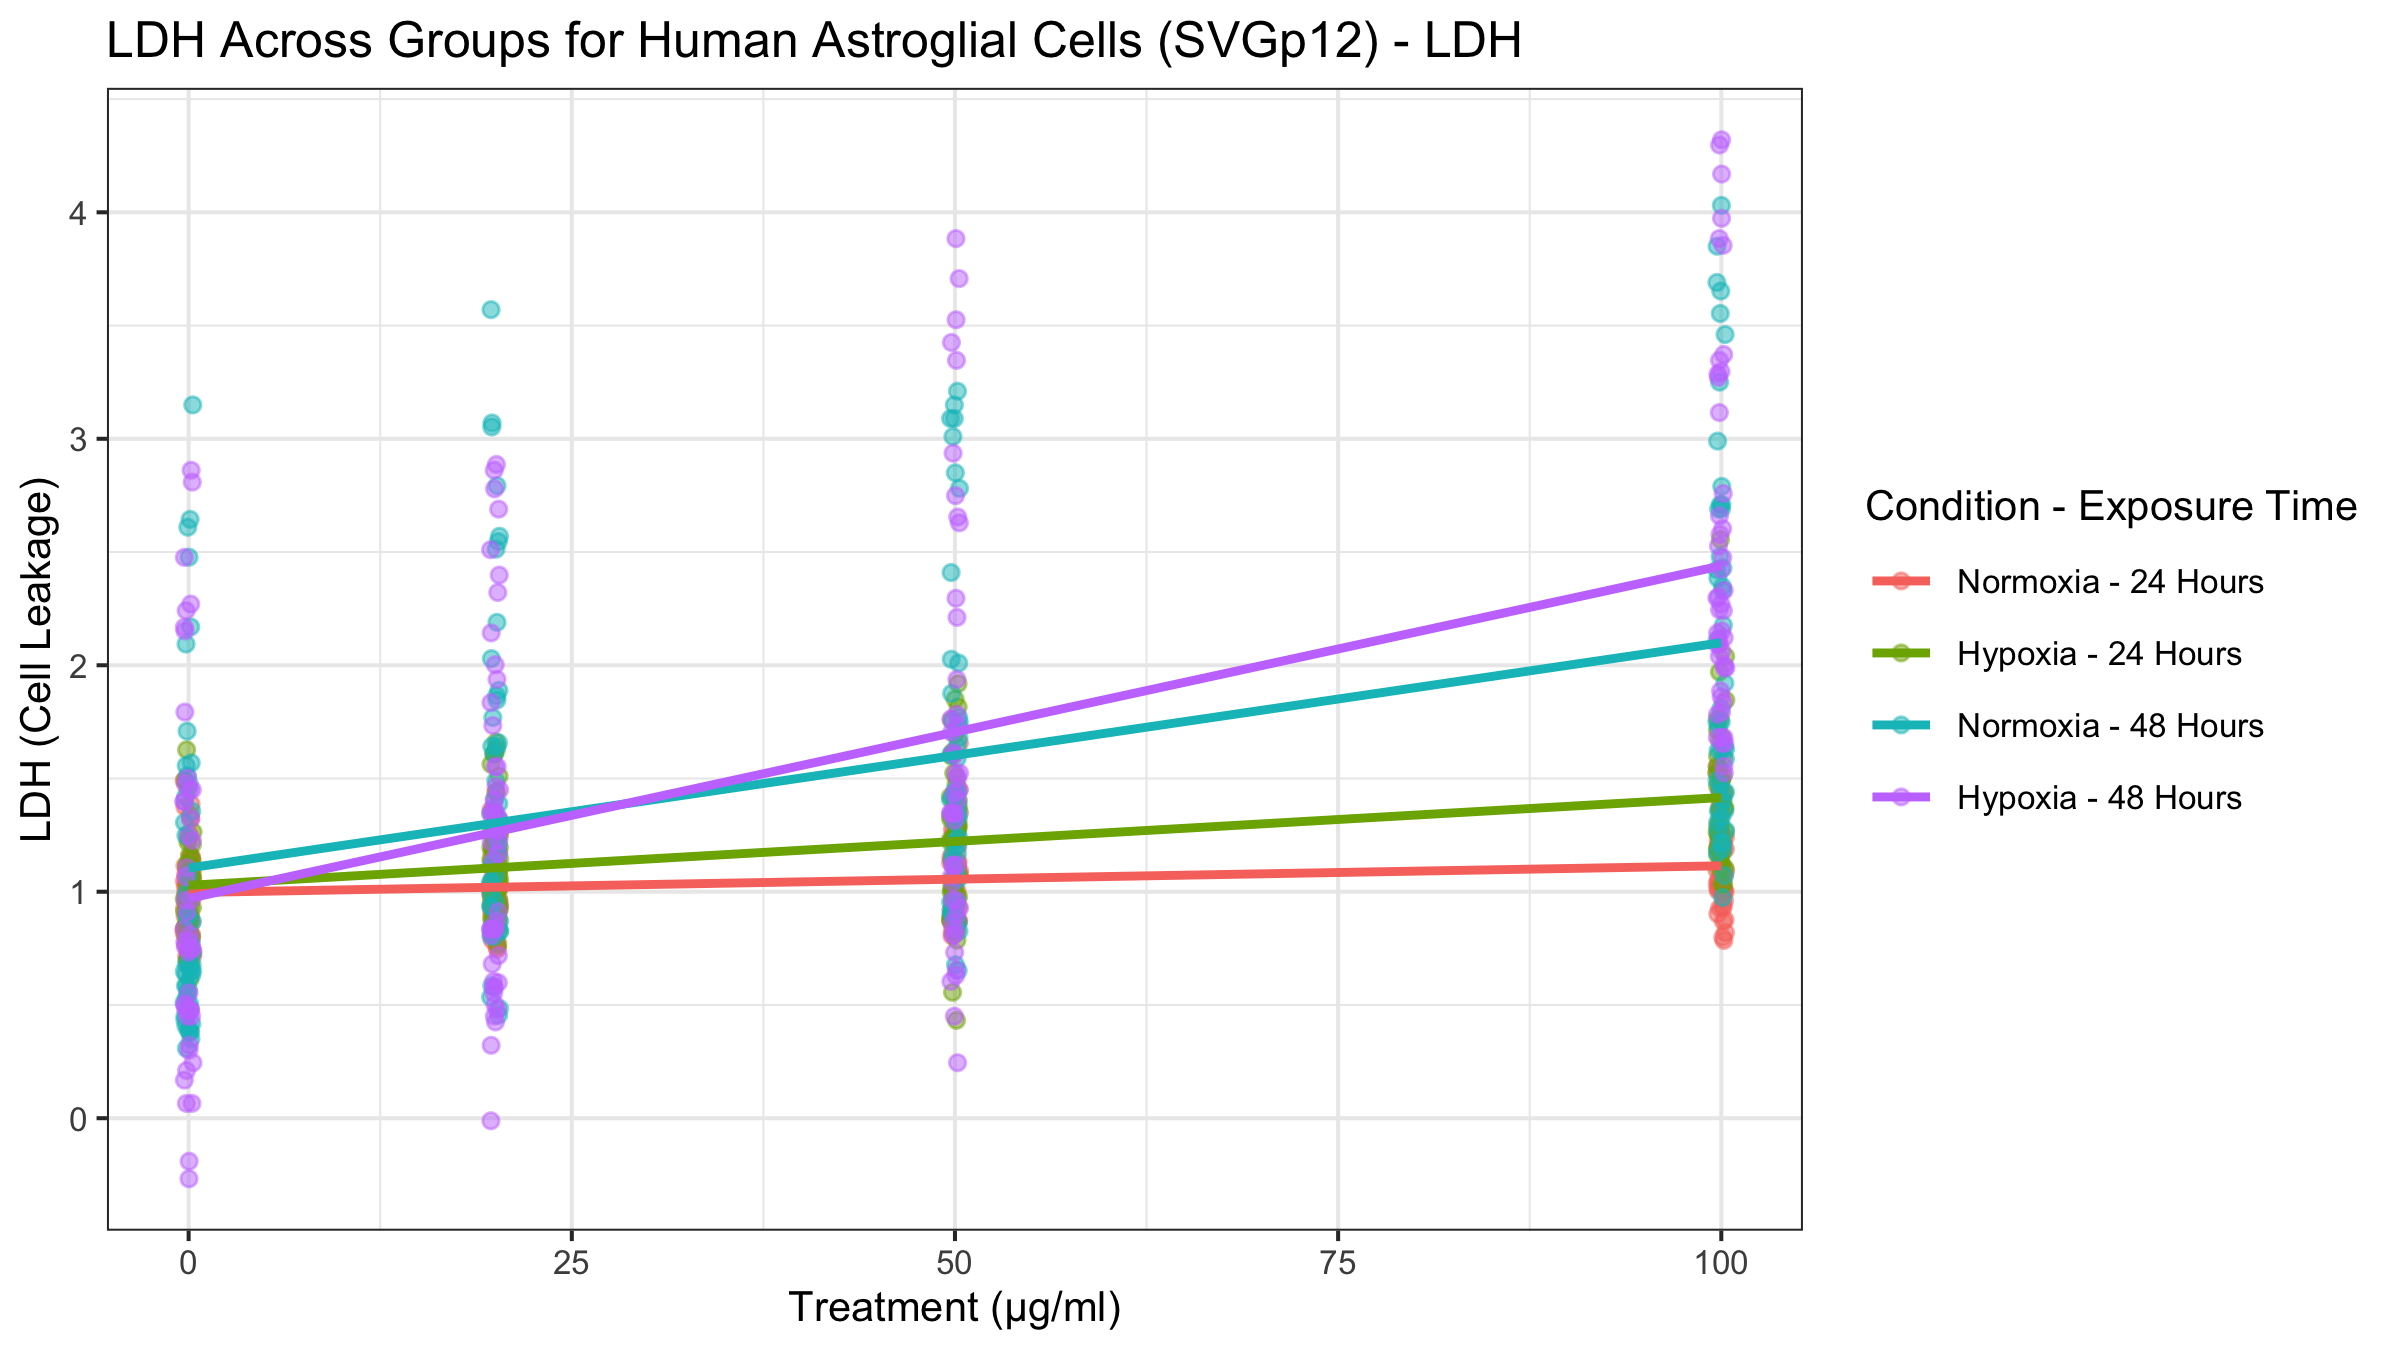 LDH Across Groups for Human Astroglial Cells (SVGp12) - LDH
LDH (Cell Leakage)
4
3
2
1
0
0 25 50 75 100
Treatment (µg/ml)
Condition - Exposure Time
Normoxia - 24 Hours
Hypoxia - 24 Hours
Normoxia - 48 Hours
Hypoxia - 48 Hours